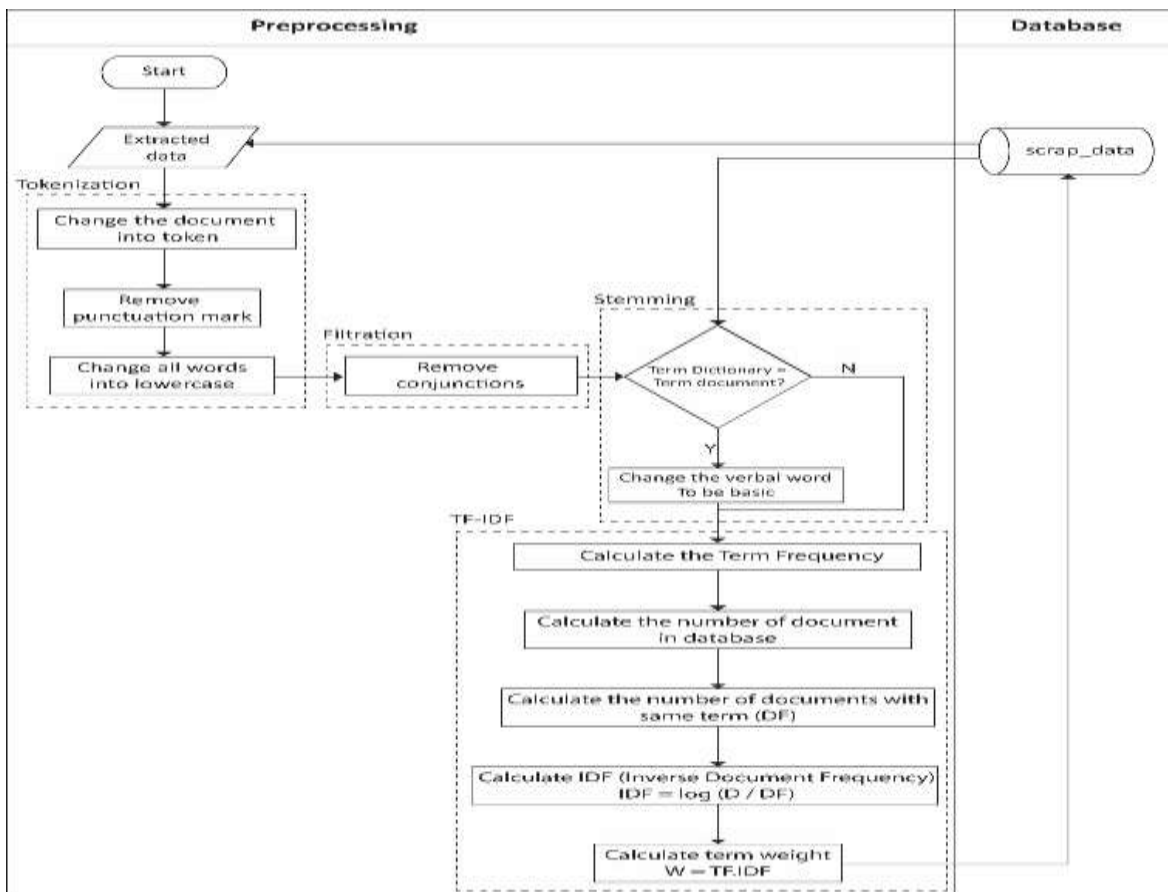 Preprocessing
Database
Start
Extracted
data
scrap_data
Tokenization
Change the document
into token
Remove
punctuation mark
Change all words
into lowercase
Filtration
Remove
conjunctions
Stemming
Term Dictionary =
Term document?
N
Y
Change the verbal word
To be basic
TF-IDF
Calculate the Term Frequency
Calculate the number of document
in database
Calculate the number of documents with
same term (DF)
Calculate IDF (Inverse Document Frequency)
IDF = log (D / DF)
Calculate term weight
W = TF.IDF